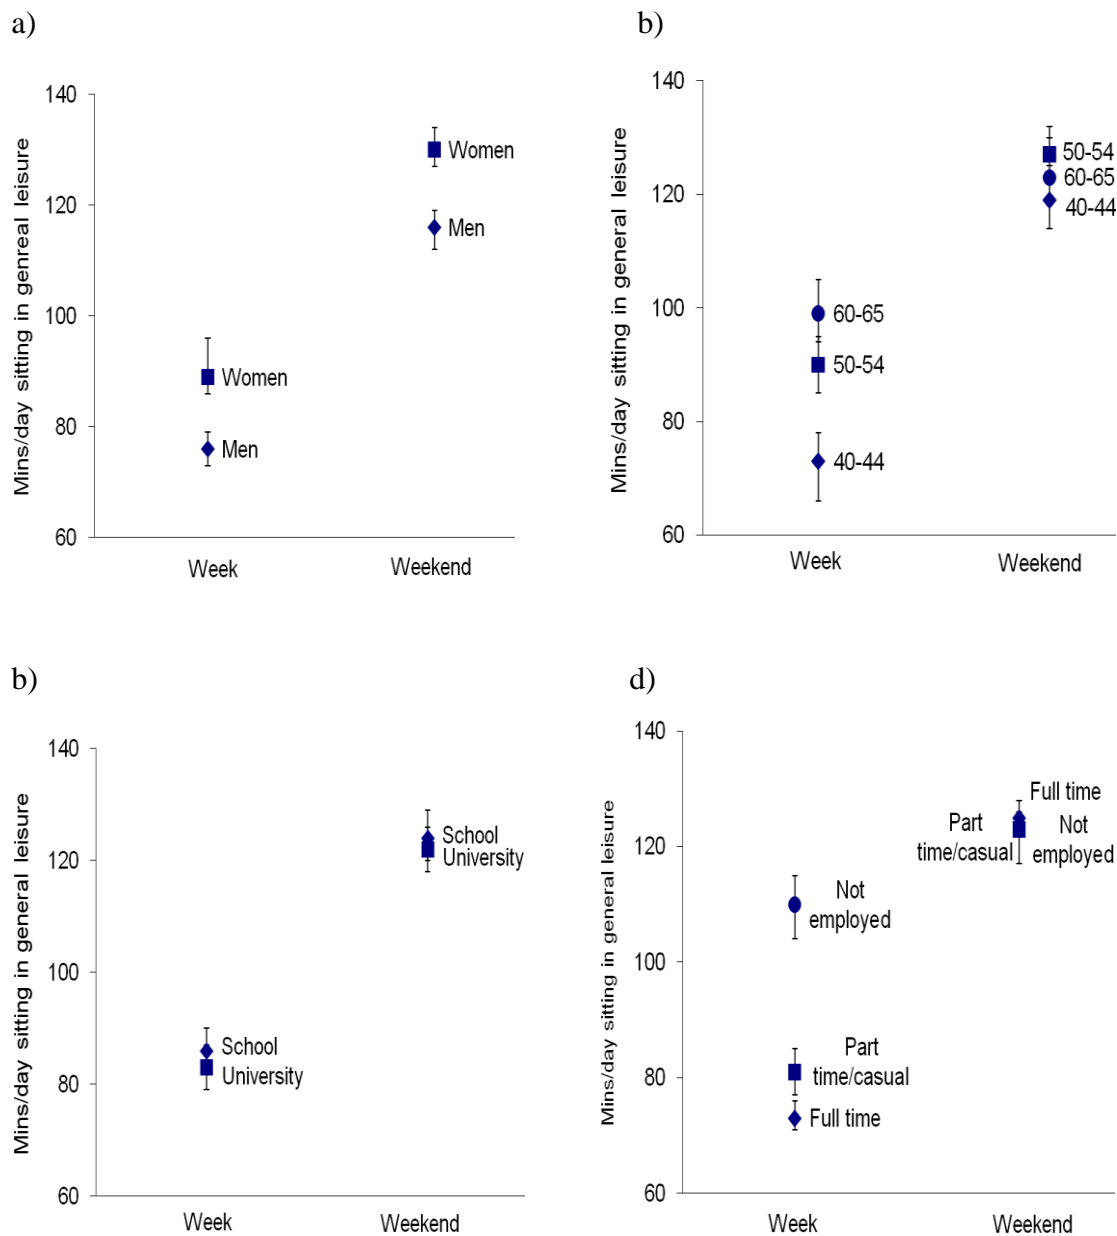 a)
Mins/day sitting in genreal leisure
140
120
100
80
60
Women
Men
Women
Men
Week
Weekend
b)
Mins/day sitting in general leisure
140
120
100
80
60
60-65
50-54
40-44
50-54
60-65
40-44
Week
Weekend
b)
Mins/day sitting in general leisure
140
120
100
80
60
School
University
School
University
Week
Weekend
d)
Mins/day sitting in general leisure
140
120
100
80
60
Not
employed
Part
time/casual
Full time
Full time
Part
time/casual
Not
employed
Week
Weekend